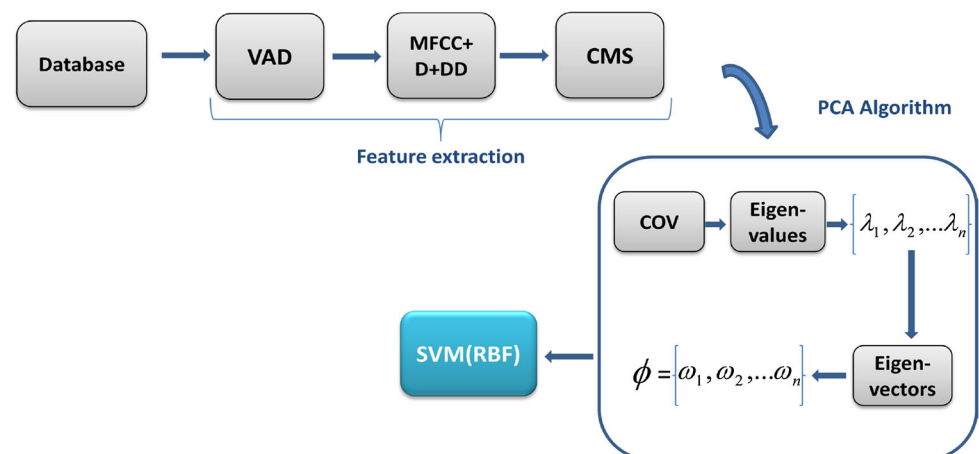 Database
VAD
MFCC+
D+DD
CMS
Feature extraction
PCA Algorithm
COV
Eigen-
values
{λ₁, λ₂,...λₙ}
Eigen-
vectors
ϕ = {ω₁, ω₂,...ωₙ}
SVM(RBF)